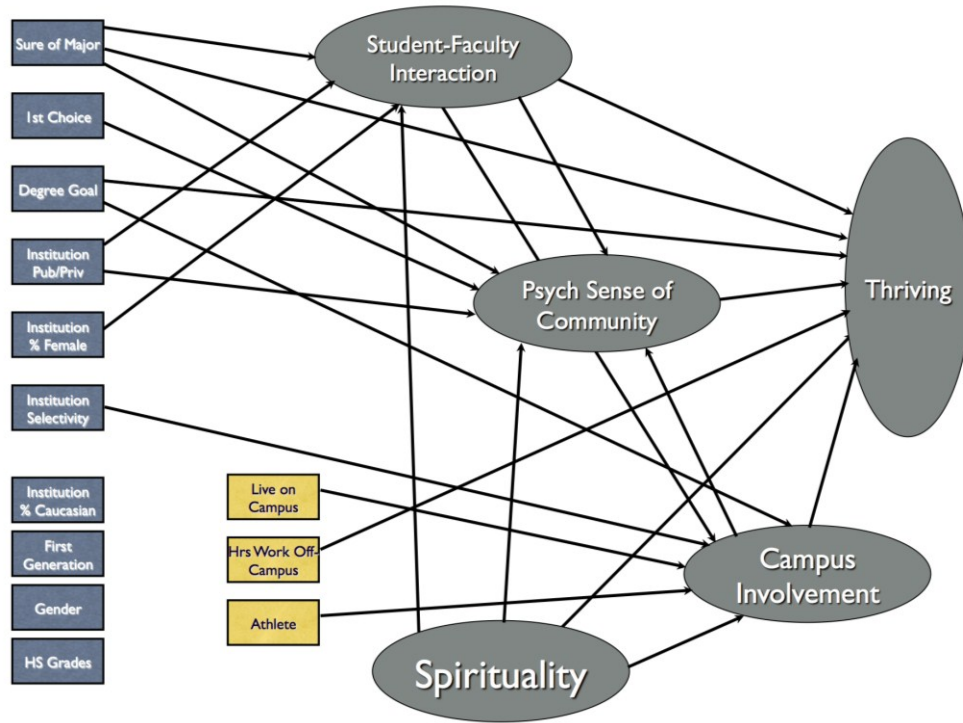 Sure of Major
1st Choice
Degree Goal
Institution
Pub/Priv
Institution
% Female
Institution
Selectivity
Institution
% Caucasian
First
Generation
Gender
HS Grades
Live on
Campus
Hrs Work Off-
Campus
Athlete
Student-Faculty
Interaction
Psych Sense of
Community
Campus
Involvement
Spirituality
Thriving